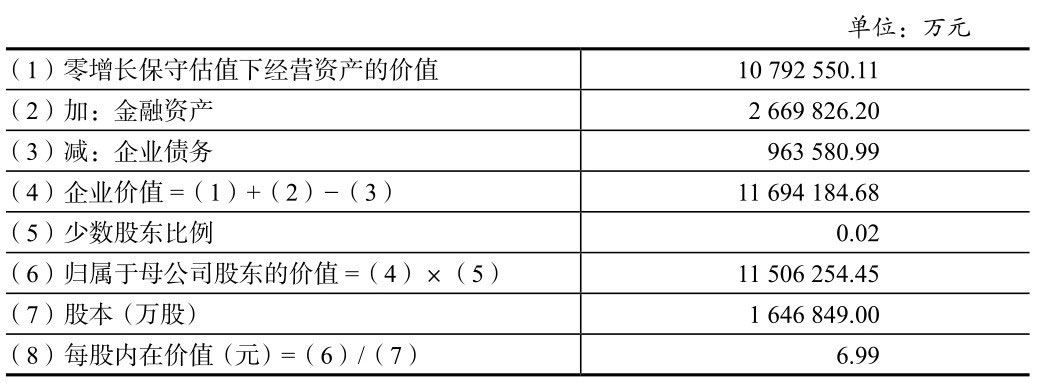 单位：万元
（1）零增长保守估值下经营资产的价值 10 792 550.11
（2）加：金融资产 2 669 826.20
（3）减：企业债务 963 580.99
（4）企业价值 =（1）+（2）−（3） 11 694 184.68
（5）少数股东比例 0.02
（6）归属于母公司股东的价值 =（4）×（5） 11 506 254.45
（7）股本（万股） 1 646 849.00
（8）每股内在价值（元）=（6）/（7） 6.99